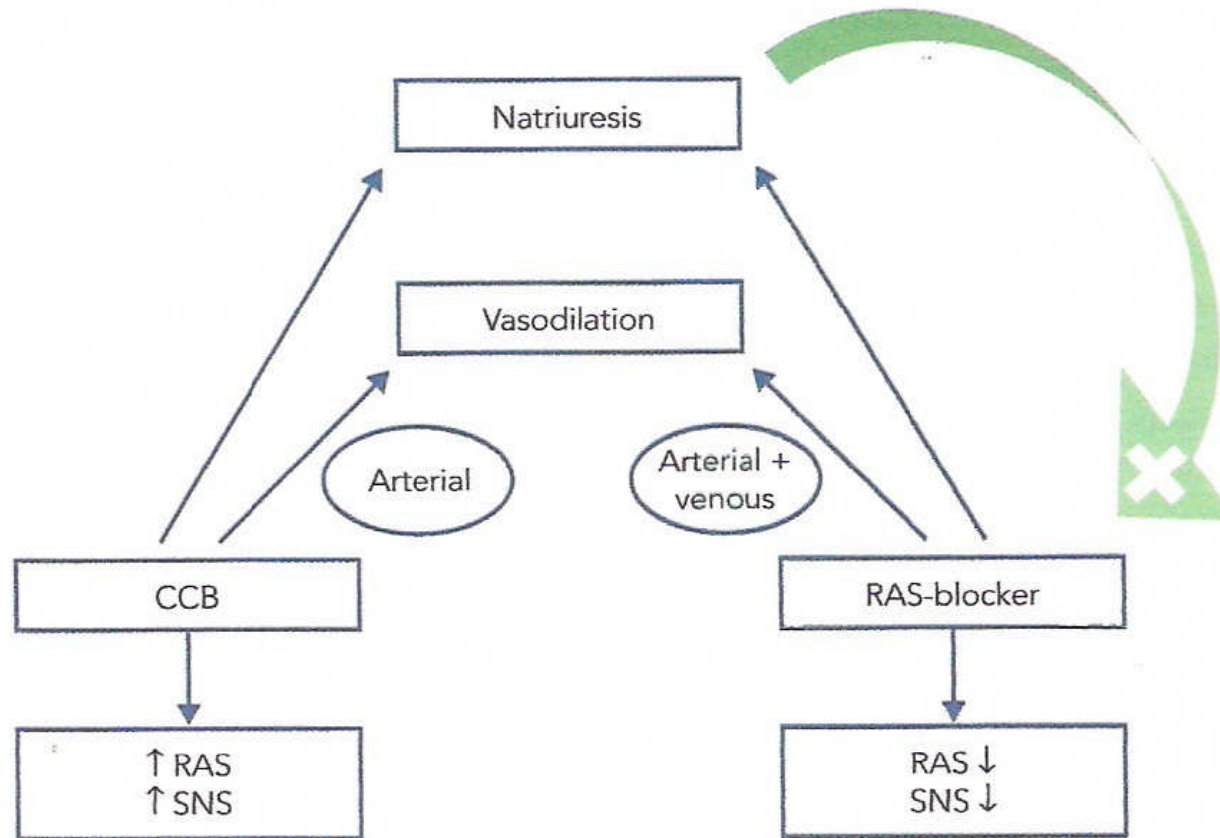 Natriuresis
Vasodilation
Arterial
Arterial +
venous
CCB
RAS-blocker
↑ RAS
↑ SNS
RAS ↓
SNS ↓